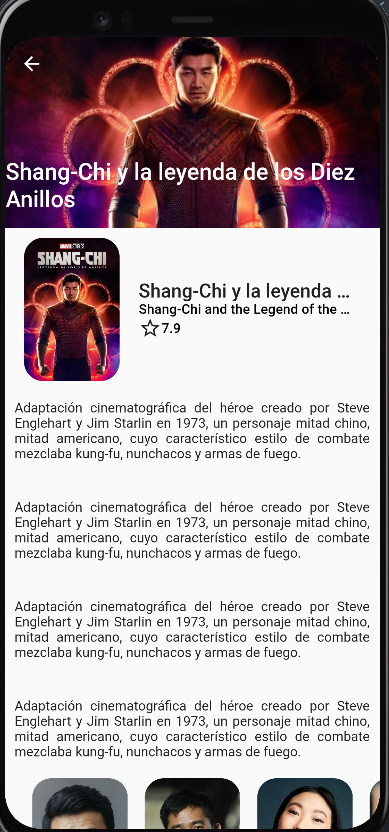 Shang-Chi y la leyenda de los Diez
Anillos
MARVEL STUDIOS
SHANG-CHI
Shang-Chi y la leyenda ...
Shang-Chi and the Legend of the ...
7.9
Adaptación cinematográfica del héroe creado por Steve
Englehart y Jim Starlin en 1973, un personaje mitad chino,
mitad americano, cuyo característico estilo de combate
mezclaba kung-fu, nunchacos y armas de fuego.
Adaptación cinematográfica del héroe creado por Steve
Englehart y Jim Starlin en 1973, un personaje mitad chino,
mitad americano, cuyo característico estilo de combate
mezclaba kung-fu, nunchacos y armas de fuego.
Adaptación cinematográfica del héroe creado por Steve
Englehart y Jim Starlin en 1973, un personaje mitad chino,
mitad americano, cuyo característico estilo de combate
mezclaba kung-fu, nunchacos y armas de fuego.
Adaptación cinematográfica del héroe creado por Steve
Englehart y Jim Starlin en 1973, un personaje mitad chino,
mitad americano, cuyo característico estilo de combate
mezclaba kung-fu, nunchacos y armas de fuego.